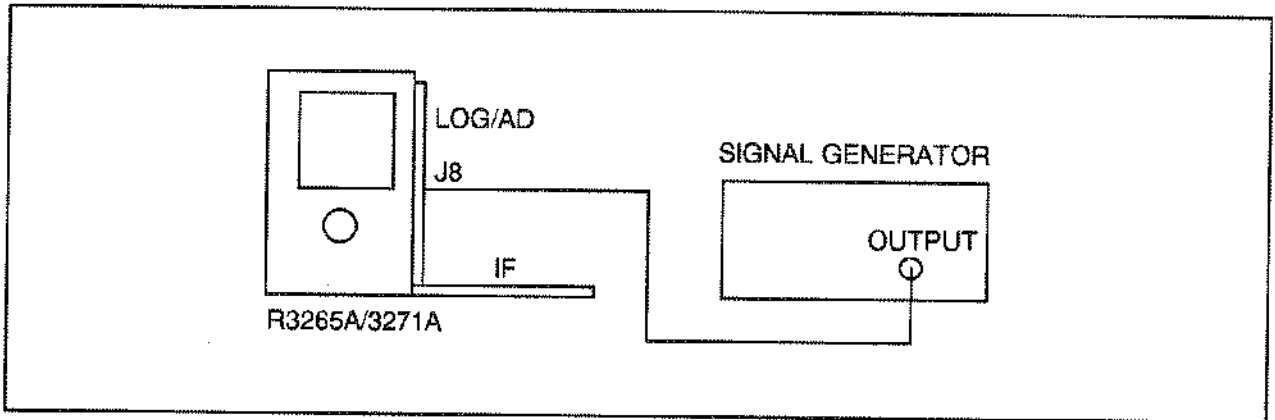 LOG/AD
J8
IF
R3265A/3271A
SIGNAL GENERATOR
OUTPUT